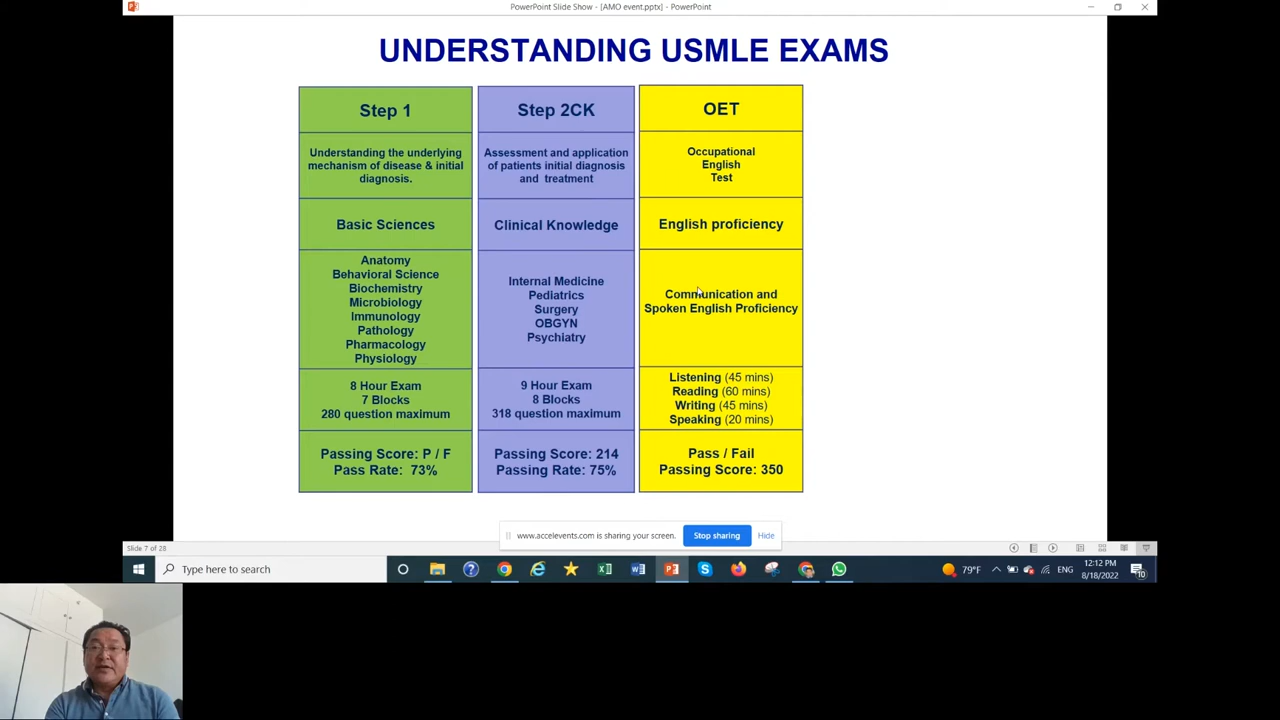 PowerPoint Slide Show - [AMO event.pptx] - PowerPoint
UNDERSTANDING USMLE EXAMS
Step 1
Understanding the underlying
mechanism of disease & initial
diagnosis.
Basic Sciences
Anatomy
Behavioral Science
Biochemistry
Microbiology
Immunology
Pathology
Pharmacology
Physiology
8 Hour Exam
7 Blocks
280 question maximum
Passing Score: P / F
Pass Rate: 73%
Step 2CK
Assessment and application
of patients initial diagnosis
and treatment
Clinical Knowledge
Internal Medicine
Pediatrics
Surgery
OBGYN
Psychiatry
9 Hour Exam
8 Blocks
318 question maximum
Passing Score: 214
Passing Rate: 75%
OET
Occupational
English
Test
English proficiency
Communication and
Spoken English Proficiency
Listening (45 mins)
Reading (60 mins)
Writing (45 mins)
Speaking (20 mins)
Pass / Fail
Passing Score: 350
www.accelevents.com is sharing your screen.
Stop sharing
Hide
Slide 7 of 28
Type here to search
79°F
ENG
12:12 PM
8/18/2022
10